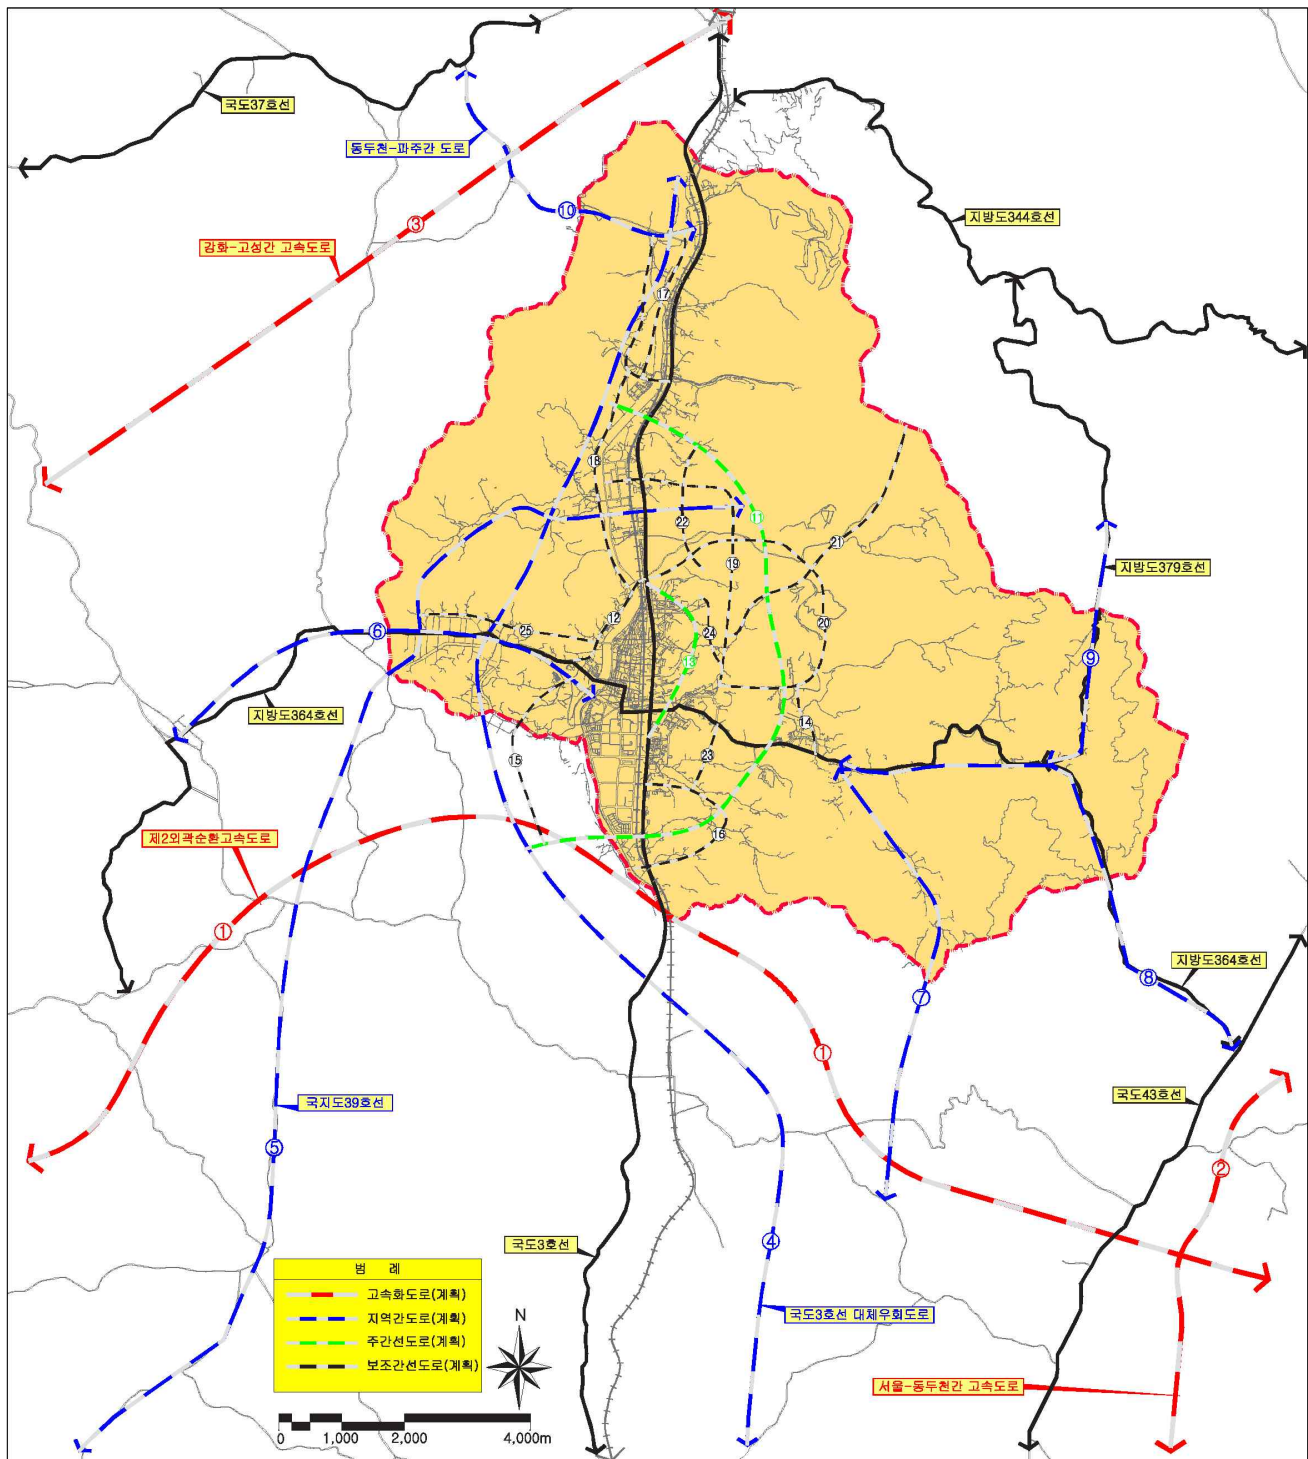 국도37호선
동두천-파주간 도로
지방도344호선
⑩
③
강화-고성간 고속도로
⑰
⑱
⑪
㉒
㉑
⑲
지방도379호선
⑫
⑥
㉕
㉔
⑳
⑬
⑨
지방도364호선
⑭
⑮
㉓
⑯
제2외곽순환고속도로
①
지방도364호선
⑧
⑦
①
국도43호선
국지도39호선
⑤
②
④
국도3호선
범 례
고속화도로(계획)
지역간도로(계획)
주간선도로(계획)
보조간선도로(계획)
N
국도3호선 대체우회도로
서울-동두천간 고속도로
0 1,000 2,000 4,000m